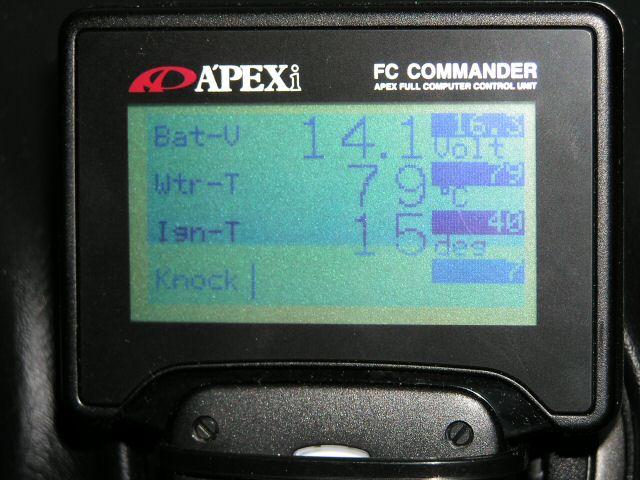 A'PEXi FC COMMANDER
APEX FULL COMPUTER CONTROL UNIT
Bat-V 14.1 16.3 Volt
Wtr-T 79 79 °C
Ign-T 15 40 deg
Knock 7